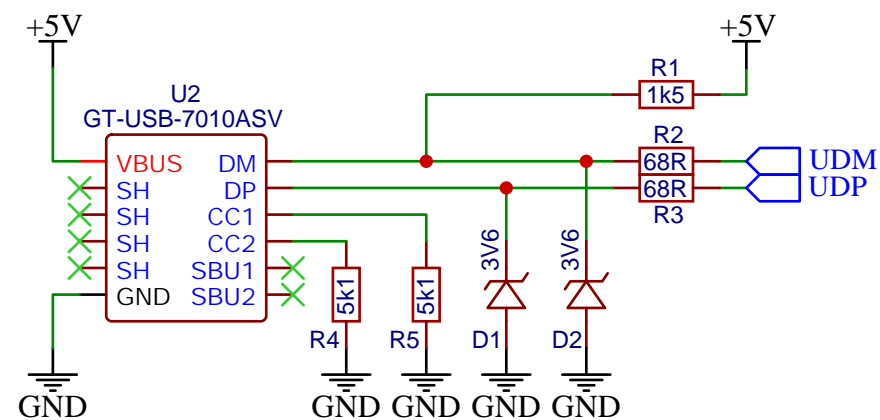 +5V
+5V
R1
1k5
U2
GT-USB-7010ASV
R2
VBUS DM 68R UDM
SH DP 68R UDP
SH CC1 R3
SH CC2 3V6 3V6
SH SBU1
GND SBU2 5k1 5k1
R4 R5 D1 D2
GND GND GND GND GND